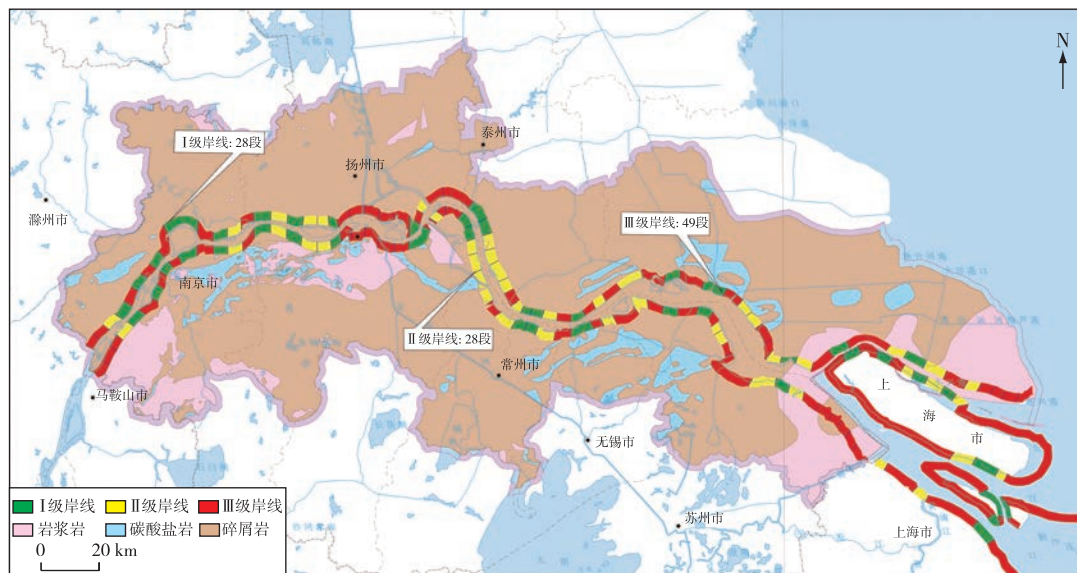 N
Ⅰ级岸线: 28段
泰州市
扬州市
滁州市
Ⅲ级岸线: 49段
南京市
Ⅱ级岸线: 28段
常州市
马鞍山市
上
海
市
无锡市
苏州市
上海市
Ⅰ级岸线
Ⅱ级岸线
Ⅲ级岸线
岩浆岩
碳酸盐岩
碎屑岩
0
20 km